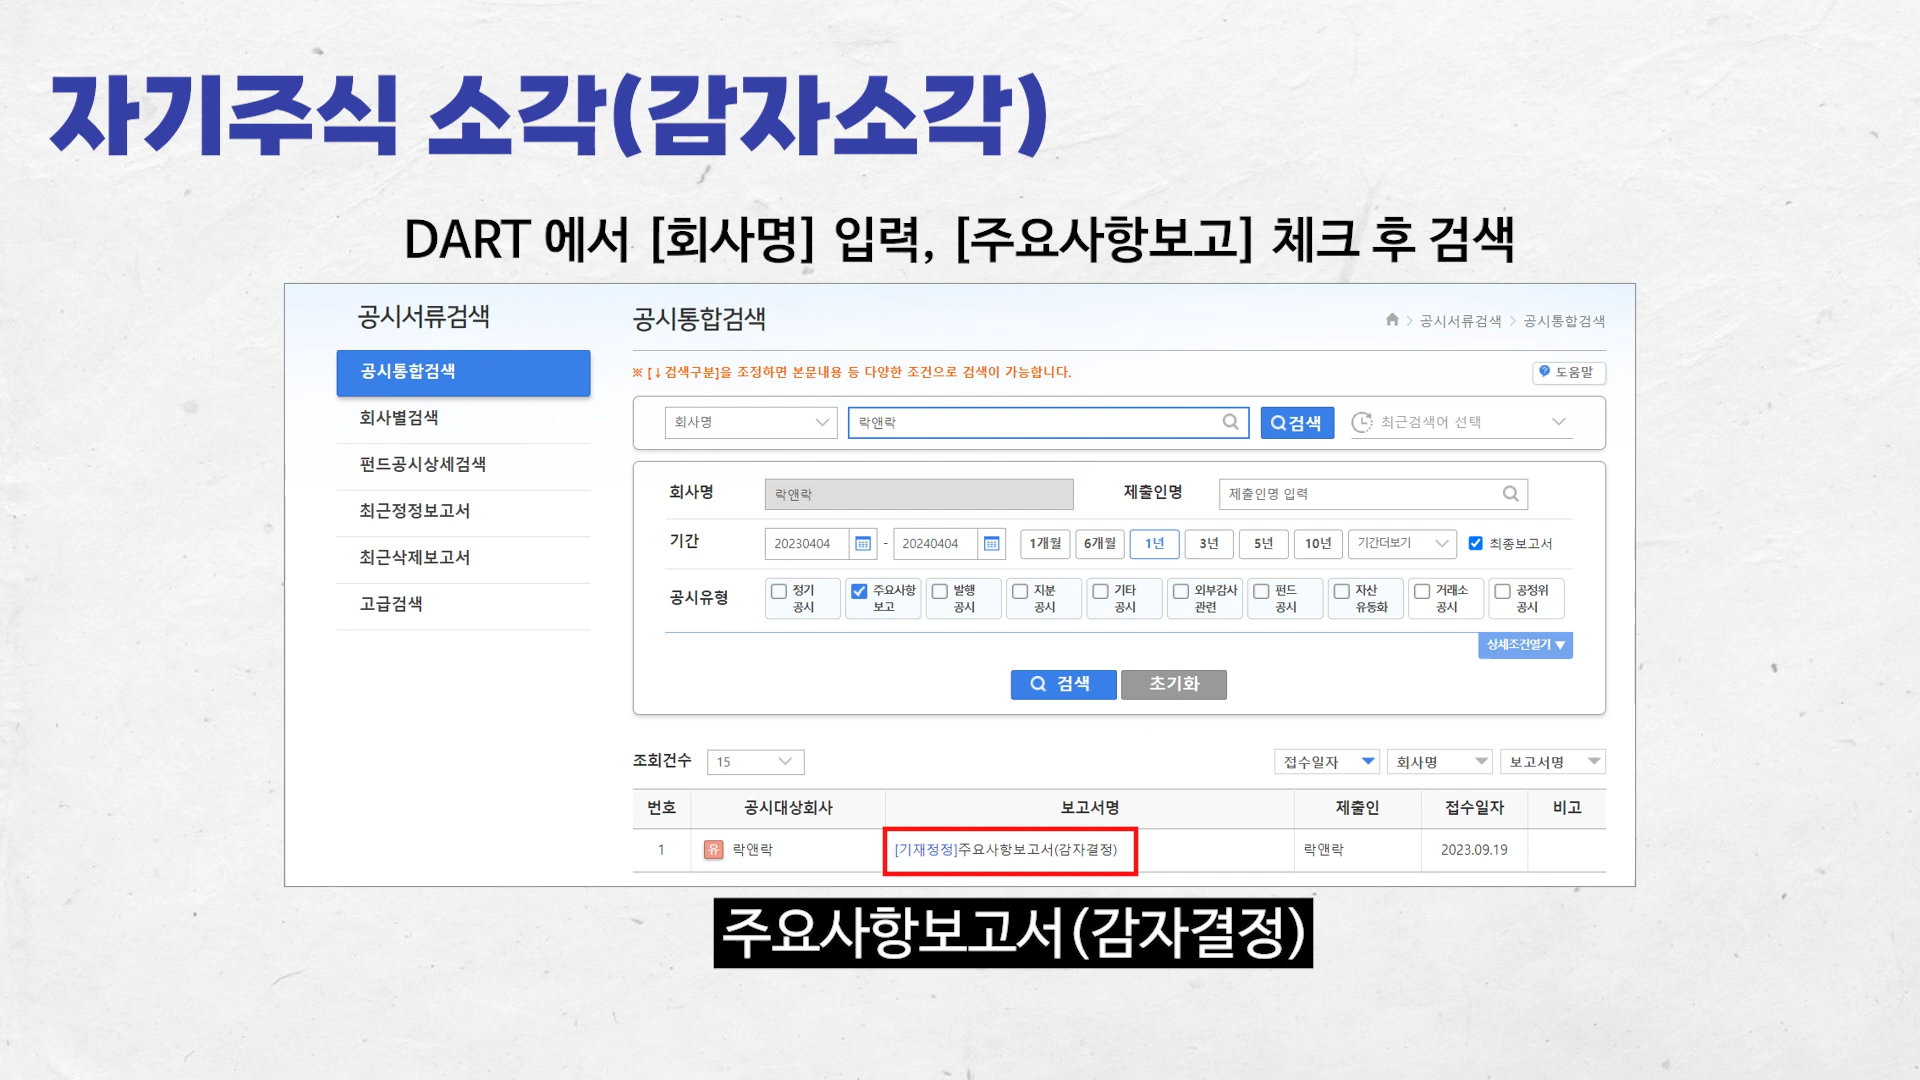 자기주식 소각(감자소각)
DART 에서 [회사명] 입력, [주요사항보고] 체크 후 검색
공시서류검색
공시통합검색
회사별검색
펀드공시상세검색
최근정정보고서
최근삭제보고서
고급검색
공시통합검색
공시서류검색 > 공시통합검색
※ [↓검색구분]을 조정하면 본문내용 등 다양한 조건으로 검색이 가능합니다.
도움말
회사명 락앤락 검색 최근검색어 선택
회사명 락앤락 제출인명 제출인명 입력
기간 20230404 - 20240404 1개월 6개월 1년 3년 5년 10년 기간더보기 최종보고서
공시유형 정기공시 주요사항보고 발행공시 지분공시 기타공시 외부감사관련 펀드공시 자산유동화 거래소공시 공정위공시
상세조건열기▼
검색 초기화
조회건수 15 접수일자 회사명 보고서명
번호 공시대상회사 보고서명 제출인 접수일자 비고
1 유 락앤락 [기재정정]주요사항보고서(감자결정) 락앤락 2023.09.19
주요사항보고서(감자결정)